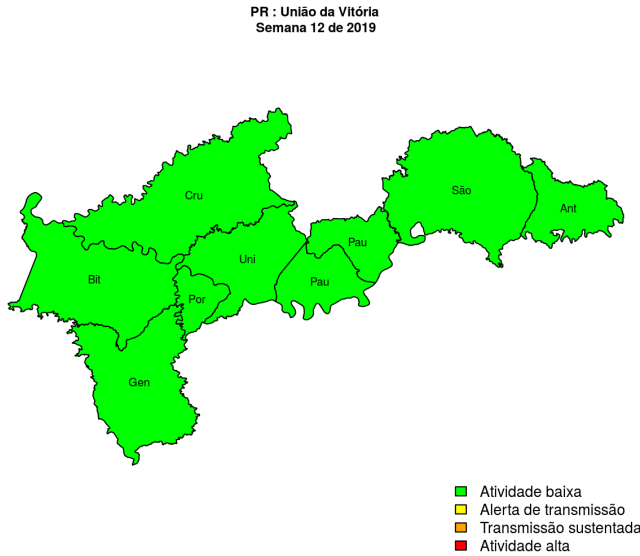 PR : União da Vitória
Semana 12 de 2019
Cru
São
Ant
Pau
Uni
Bit
Pau
Por
Gen
Atividade baixa
Alerta de transmissão
Transmissão sustentada
Atividade alta